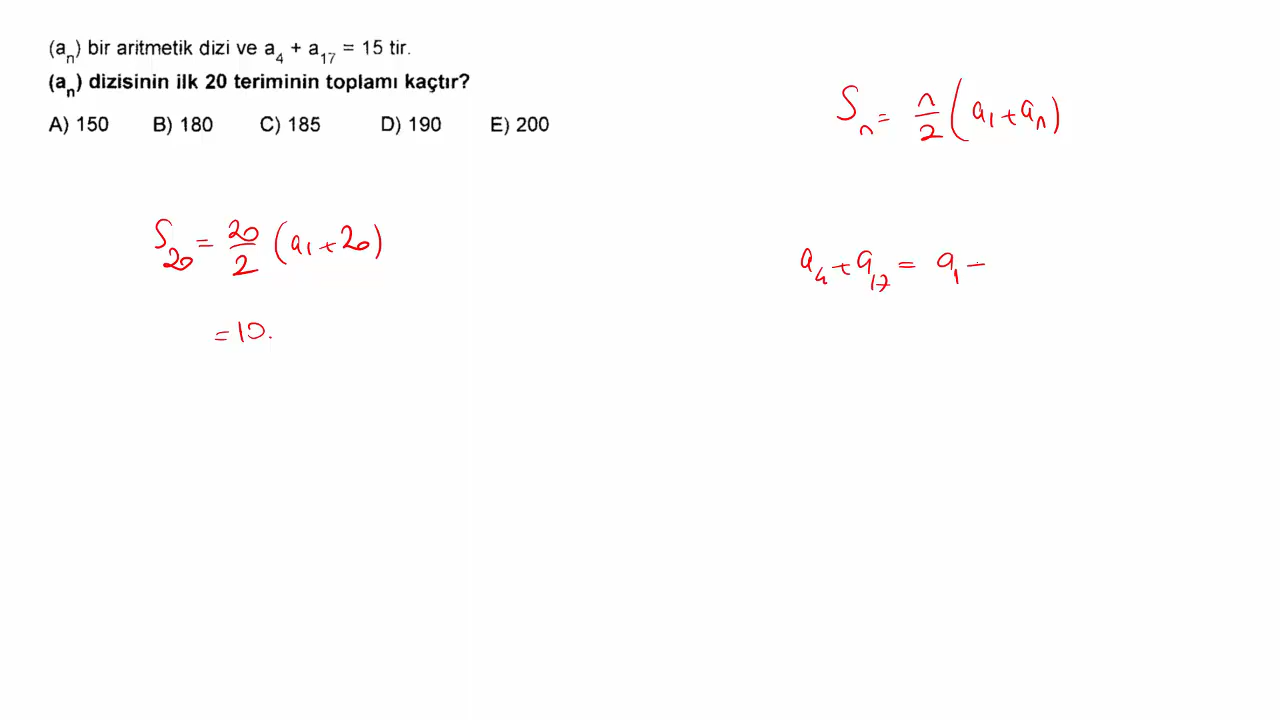 (aₙ) bir aritmetik dizi ve a₄ + a₁₇ = 15 tir.
(aₙ) dizisinin ilk 20 teriminin toplamı kaçtır?
A) 150 B) 180 C) 185 D) 190 E) 200
Sₙ = n/2 (a₁ + aₙ)
S₂₀ = 20/2 (a₁ + 20)
a₄ + a₁₇ = a₁ -
= 10.